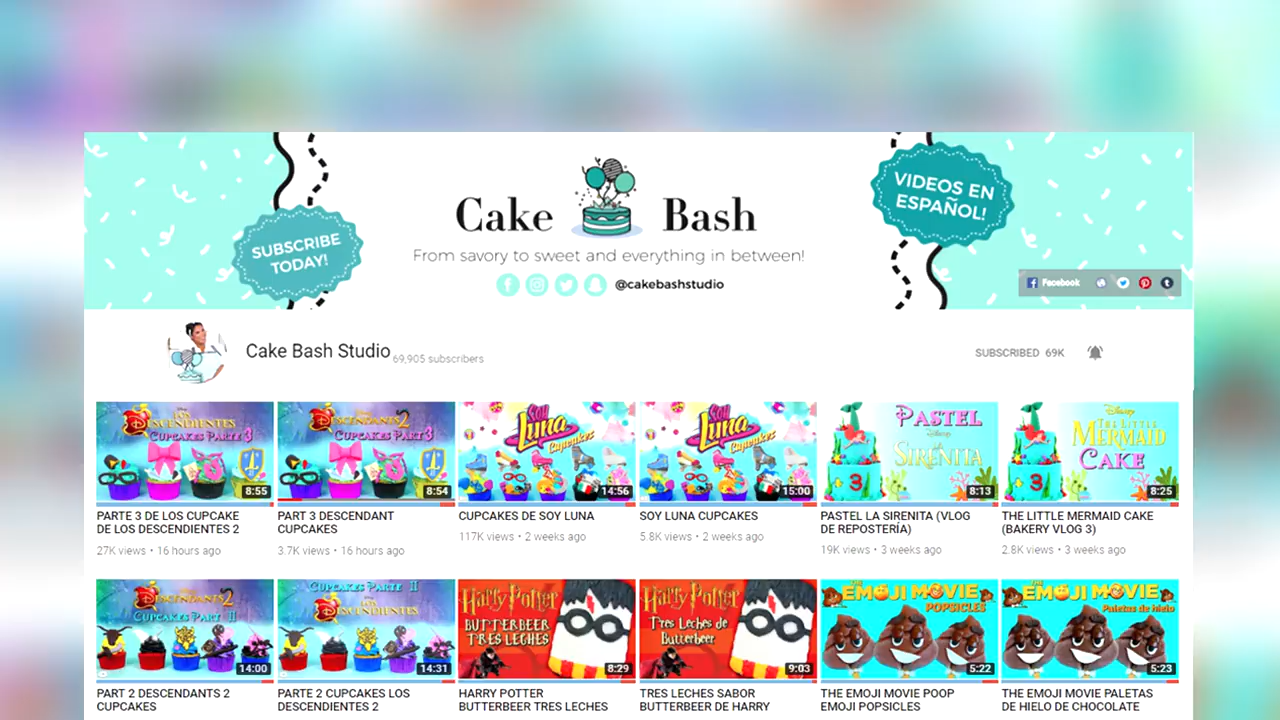 SUBSCRIBE
TODAY!
Cake Bash
From savory to sweet and everything in between!
@cakebashstudio
VIDEOS EN
ESPAÑOL!
Facebook
Cake Bash Studio 69,905 subscribers
SUBSCRIBED 69K
LOS
DESCENDIENTES
CUPCAKES PARTE 3
8:55
DESCENDANTS 2
CUPCAKES PART 3
8:54
SOY
Luna
Cupcakes
14:56
SOY
Luna
Cupcakes
15:00
PASTEL
Disney
SIRENITA
3
8:13
Disney
THE LITTLE
MERMAID
CAKE
3
8:25
PARTE 3 DE LOS CUPCAKE
DE LOS DESCENDIENTES 2
27K views • 16 hours ago
PART 3 DESCENDANT
CUPCAKES
3.7K views • 16 hours ago
CUPCAKES DE SOY LUNA
117K views • 2 weeks ago
SOY LUNA CUPCAKES
5.8K views • 2 weeks ago
PASTEL LA SIRENITA (VLOG
DE REPOSTERÍA)
19K views • 3 weeks ago
THE LITTLE MERMAID CAKE
(BAKERY VLOG 3)
2.8K views • 3 weeks ago
DESCENDANTS 2
CUPCAKES PART II
14:00
CUPCAKES PARTE II
LOS
DESCENDIENTES
14:31
Harry Potter
BUTTERBEER
TRES LECHES
8:29
Harry Potter
Tres Leches de
Butterbeer
9:03
THE
EMOJI MOVIE
POPSICLES
5:22
THE
EMOJI MOVIE
Paletas de hielo
5:23
PART 2 DESCENDANTS 2
CUPCAKES
PARTE 2 CUPCAKES LOS
DESCENDIENTES 2
HARRY POTTER
BUTTERBEER TRES LECHES
TRES LECHES SABOR
BUTTERBEER DE HARRY
THE EMOJI MOVIE POOP
EMOJI POPSICLES
THE EMOJI MOVIE PALETAS
DE HIELO DE CHOCOLATE